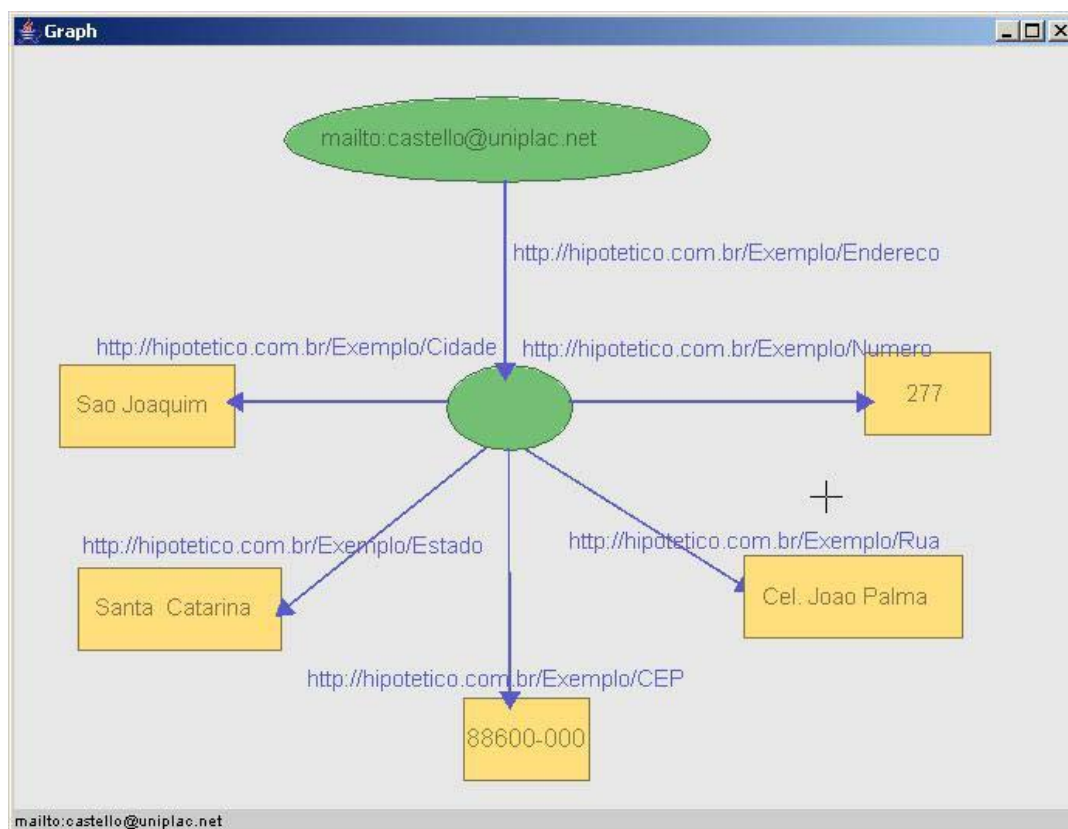 Graph
mailto:castello@uniplac.net
http://hipotetico.com.br/Exemplo/Endereco
http://hipotetico.com.br/Exemplo/Cidade
http://hipotetico.com.br/Exemplo/Numero
Sao Joaquim
277
http://hipotetico.com.br/Exemplo/Estado
http://hipotetico.com.br/Exemplo/Rua
Santa Catarina
Cel. Joao Palma
http://hipotetico.com.br/Exemplo/CEP
88600-000
mailto:castello@uniplac.net